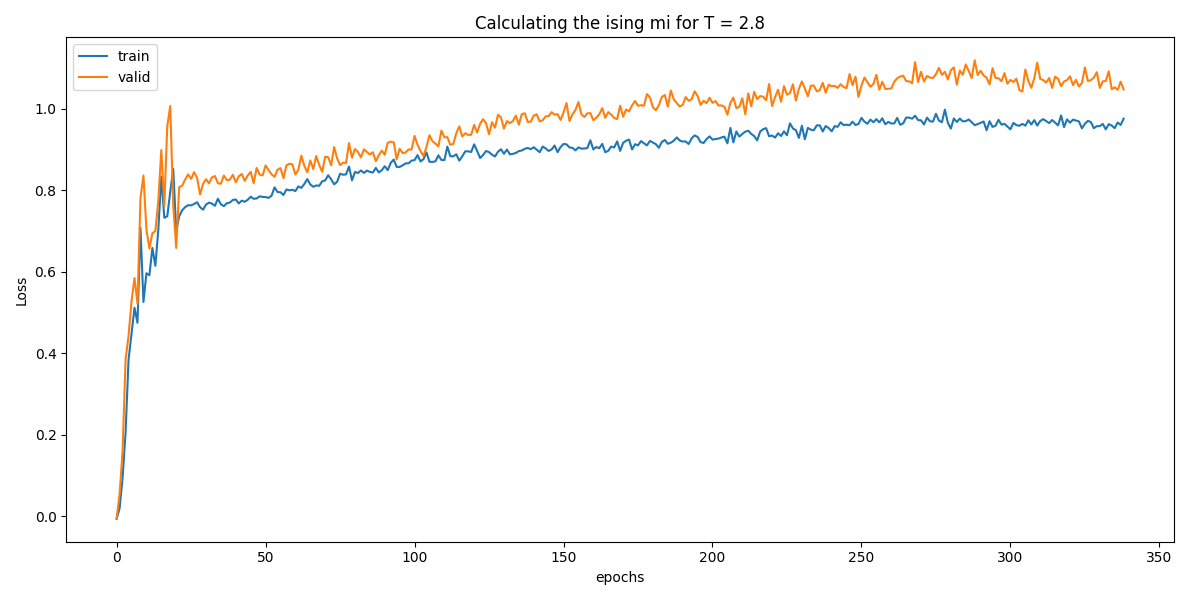 Calculating the ising mi for T = 2.8
train
valid
Loss
1.0
0.8
0.6
0.4
0.2
0.0
0 50 100 150 200 250 300 350
epochs